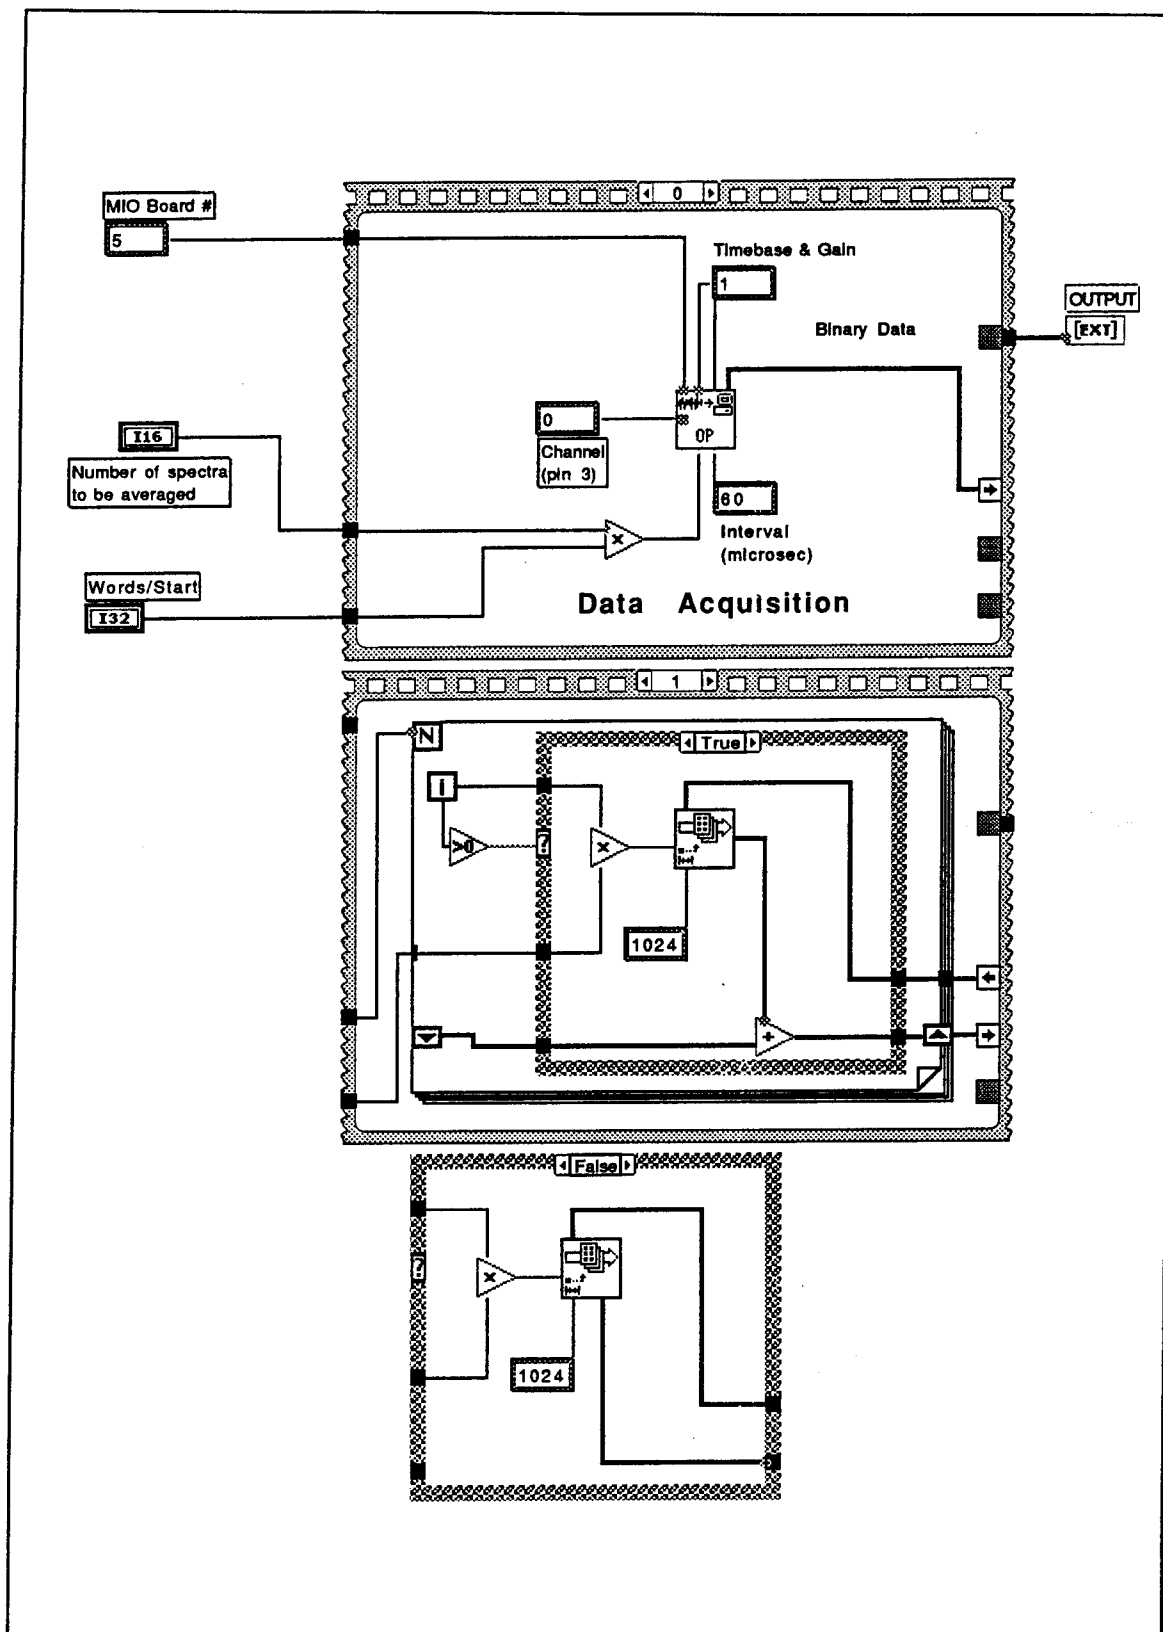 0
MIO Board #
5
Timebase & Gain
1
OUTPUT
[EXT]
Binary Data
0
OP
Channel
(pin 3)
I16
Number of spectra
to be averaged
60
Interval
(microsec)
x
Words/Start
I32
Data Acquisition
1
N
True
i
>0
?
x
1024
+
False
?
x
1024